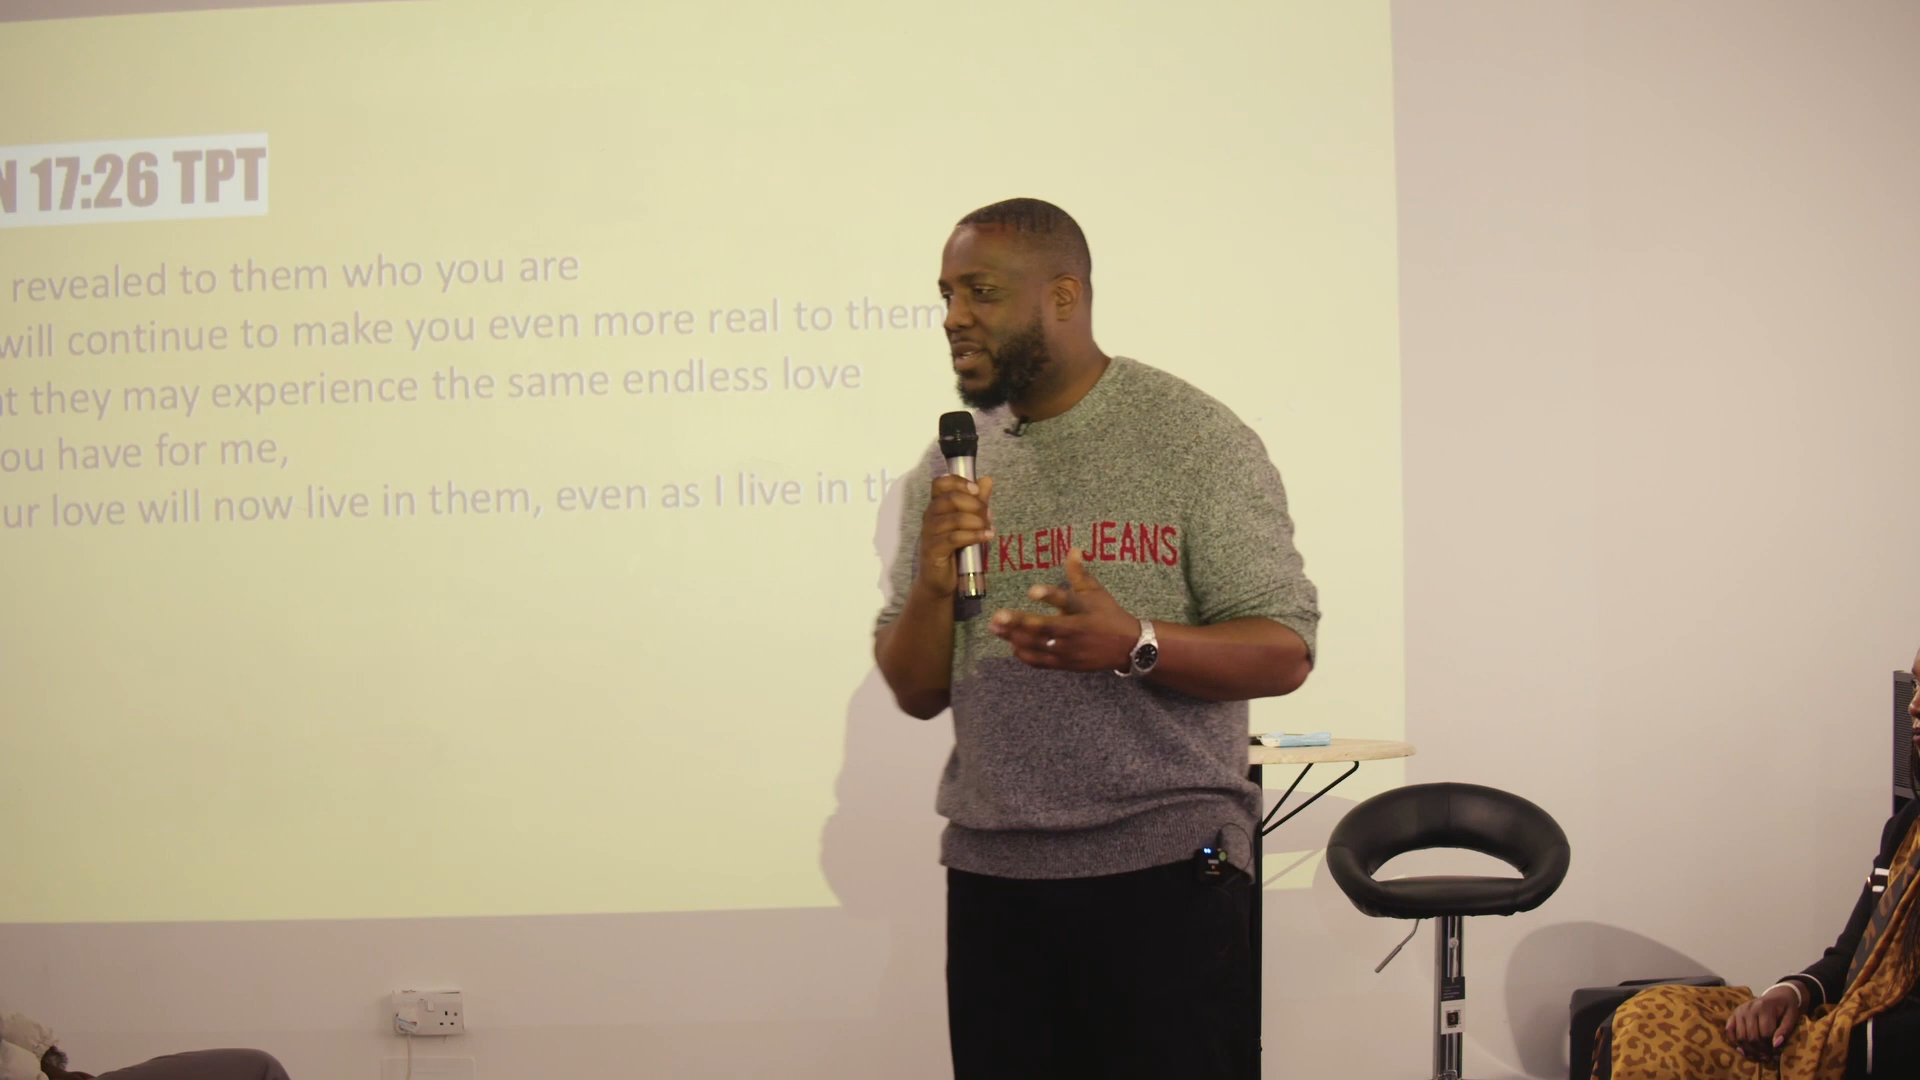 N 17:26 TPT
revealed to them who you are
will continue to make you even more real to them
they may experience the same endless love
ou have for me,
ur love will now live in them, even as I live in th
KLEIN JEANS